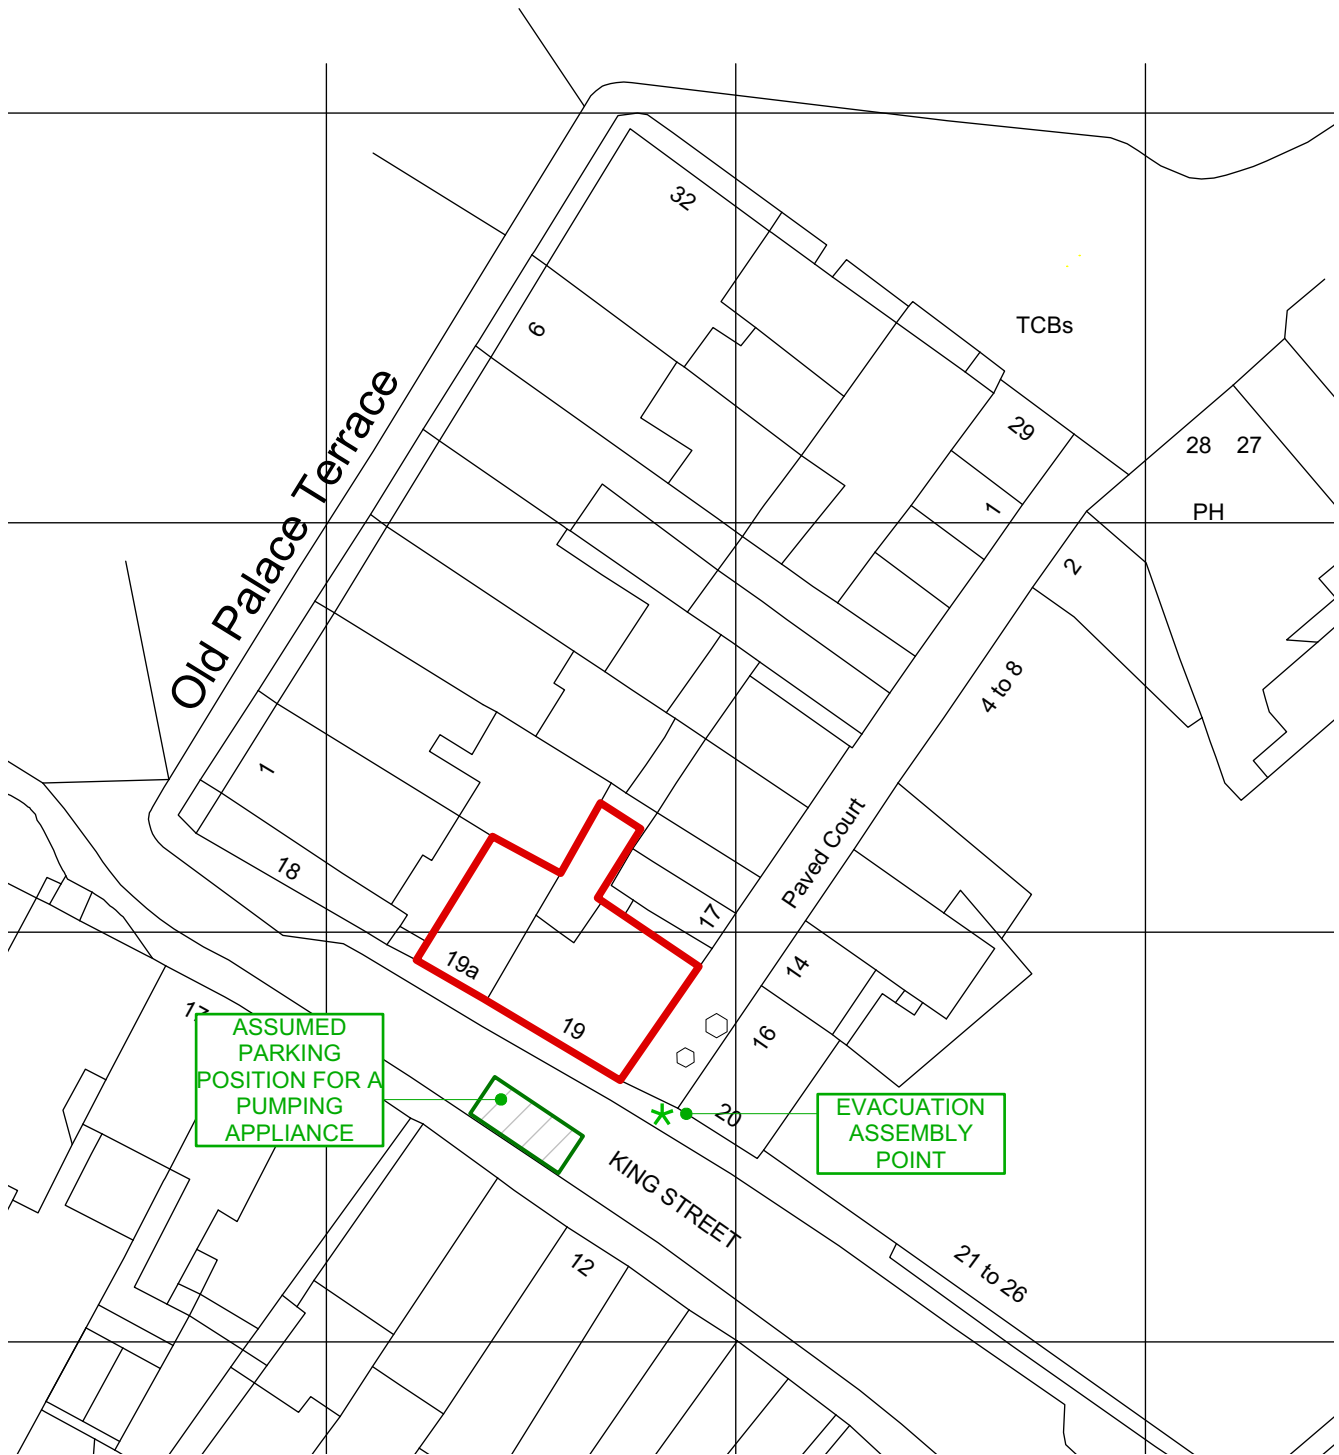 32
6
TCBs
29
28
27
1
PH
2
Old Palace Terrace
4 to 8
1
Paved Court
18
17
19a
14
17
19
16
ASSUMED
PARKING
POSITION FOR A
PUMPING
APPLIANCE
20
EVACUATION
ASSEMBLY
POINT
KING STREET
12
21 to 26